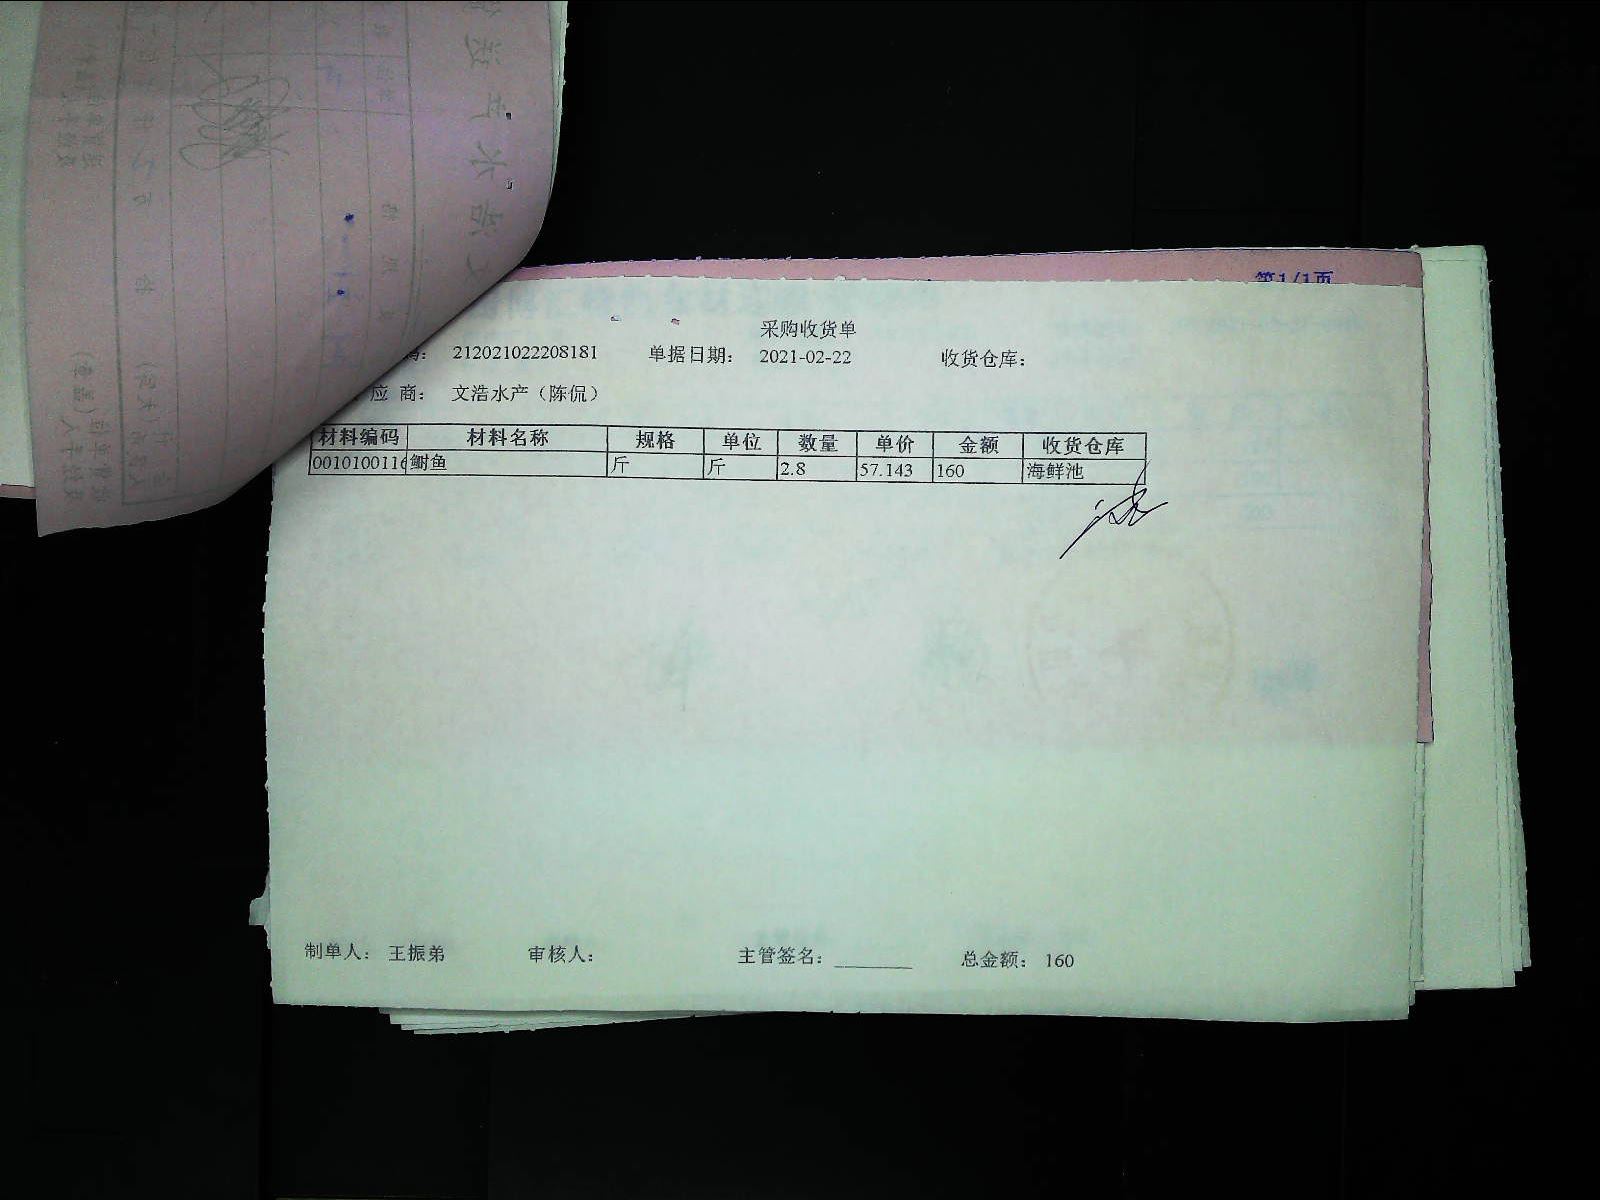 第1/1页
采购收货单
212021022208181 单据日期： 2021-02-22 收货仓库：
应 商： 文浩水产（陈侃）
材料编码 材料名称 规格 单位 数量 单价 金额 收货仓库
0010100116 鲥鱼 斤 斤 2.8 57.143 160 海鲜池
制单人： 王振弟 审核人： 主管签名：_______ 总金额： 160